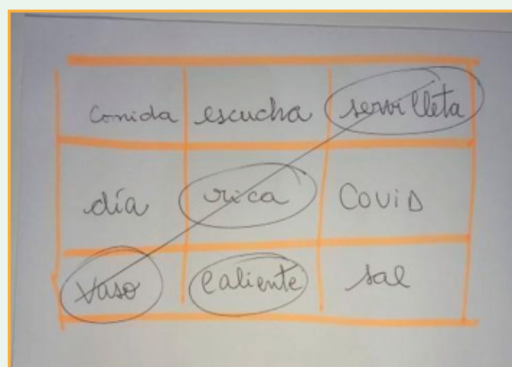 comida escucha servilleta
día rica COVID
vaso caliente sal